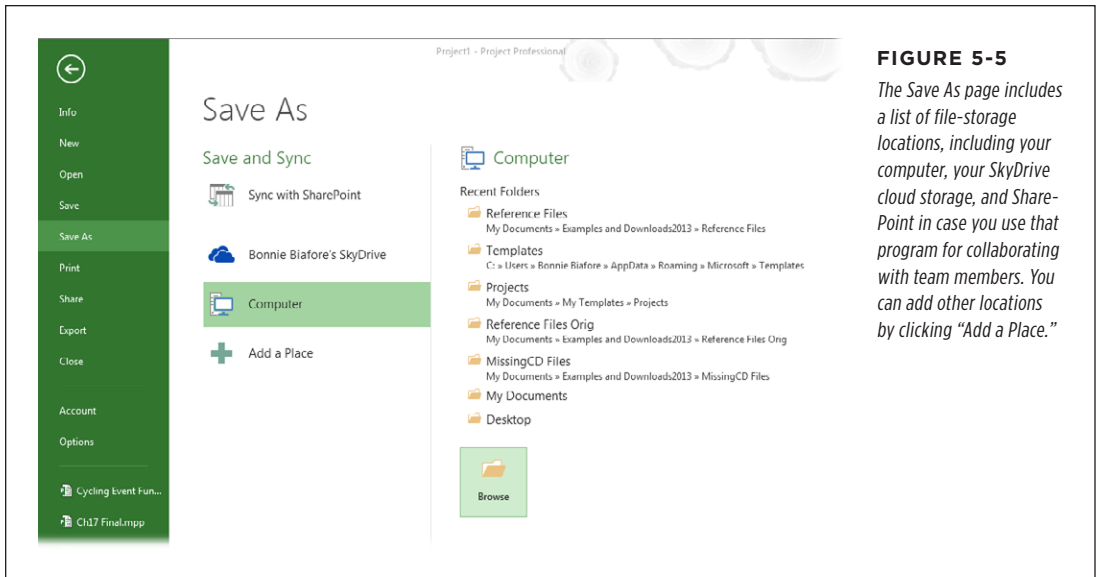 Project1 - Project Professional
Info
New
Open
Save
Save As
Print
Share
Export
Close
Account
Options
Cycling Event Fun...
Ch17 Final.mpp
Save As
Save and Sync
Sync with SharePoint
Bonnie Biafore's SkyDrive
Computer
Add a Place
Computer
Recent Folders
Reference Files
My Documents » Examples and Downloads2013 » Reference Files
Templates
C: » Users » Bonnie Biafore » AppData » Roaming » Microsoft » Templates
Projects
My Documents » My Templates » Projects
Reference Files Orig
My Documents » Examples and Downloads2013 » Reference Files Orig
MissingCD Files
My Documents » Examples and Downloads2013 » MissingCD Files
My Documents
Desktop
Browse
FIGURE 5-5
The Save As page includes
a list of file-storage
locations, including your
computer, your SkyDrive
cloud storage, and Share-
Point in case you use that
program for collaborating
with team members. You
can add other locations
by clicking “Add a Place.”